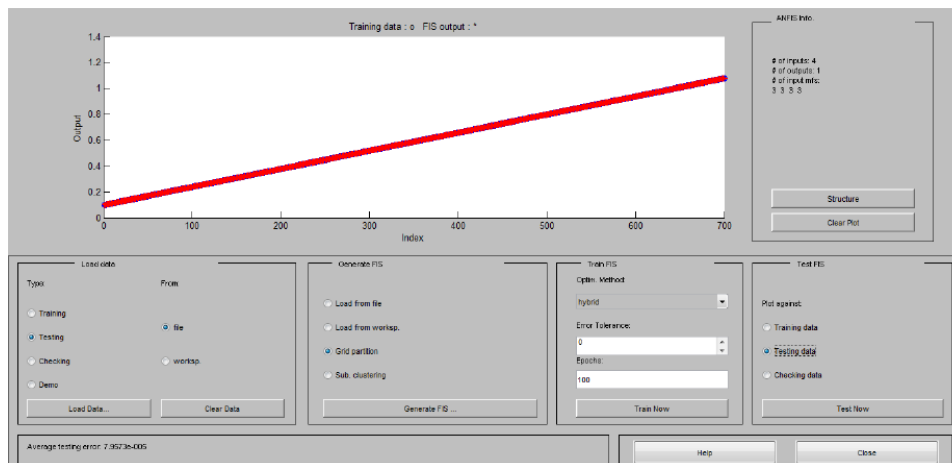 Training data : o FIS output : *
1.4
1.2
1
0.8
0.6
0.4
0.2
0
Output
0 100 200 300 400 500 600 700
Index
ANFIS Info.
# of inputs: 4
# of outputs: 1
# of input mfs:
3 3 3 3
Structure
Clear Plot
Load data
Type:
From:
Training
Testing
Checking
Demo
file
worksp.
Load Data...
Clear Data
Generate FIS
Load from file
Load from worksp.
Grid partition
Sub. clustering
Generate FIS ...
Train FIS
Optim. Method:
hybrid
Error Tolerance:
0
Epochs:
100
Train Now
Test FIS
Plot against:
Training data
Testing data
Checking data
Test Now
Average testing error: 7.9573e-005
Help
Close